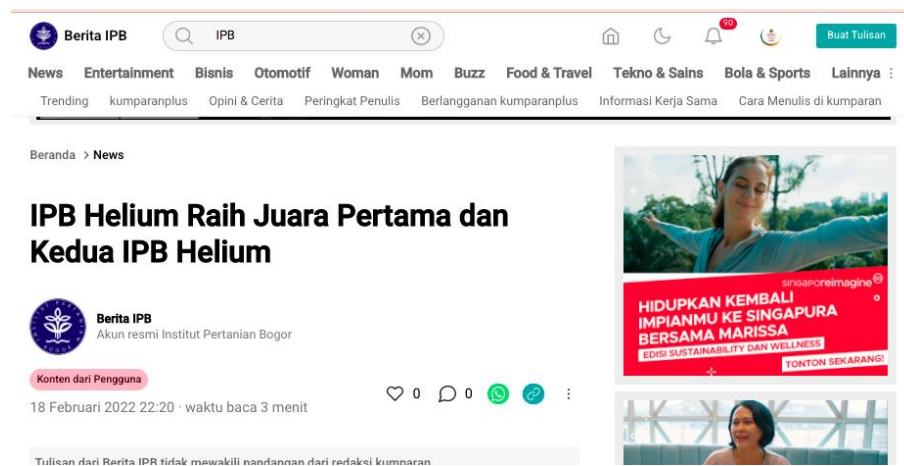 Berita IPB
IPB
90
Buat Tulisan
News Entertainment Bisnis Otomotif Woman Mom Buzz Food & Travel Tekno & Sains Bola & Sports Lainnya
Trending kumparanplus Opini & Cerita Peringkat Penulis Berlangganan kumparanplus Informasi Kerja Sama Cara Menulis di kumparan
Beranda > News
IPB Helium Raih Juara Pertama dan
Kedua IPB Helium
Berita IPB
Akun resmi Institut Pertanian Bogor
Konten dari Pengguna
18 Februari 2022 22:20 · waktu baca 3 menit
0 0
Tulisan dari Berita IPB tidak mewakili pandangan dari redaksi kumparan
singaporeimagine
HIDUPKAN KEMBALI
IMPIANMU KE SINGAPURA
BERSAMA MARISSA
EDISI SUSTAINABILITY DAN WELLNESS
TONTON SEKARANG!